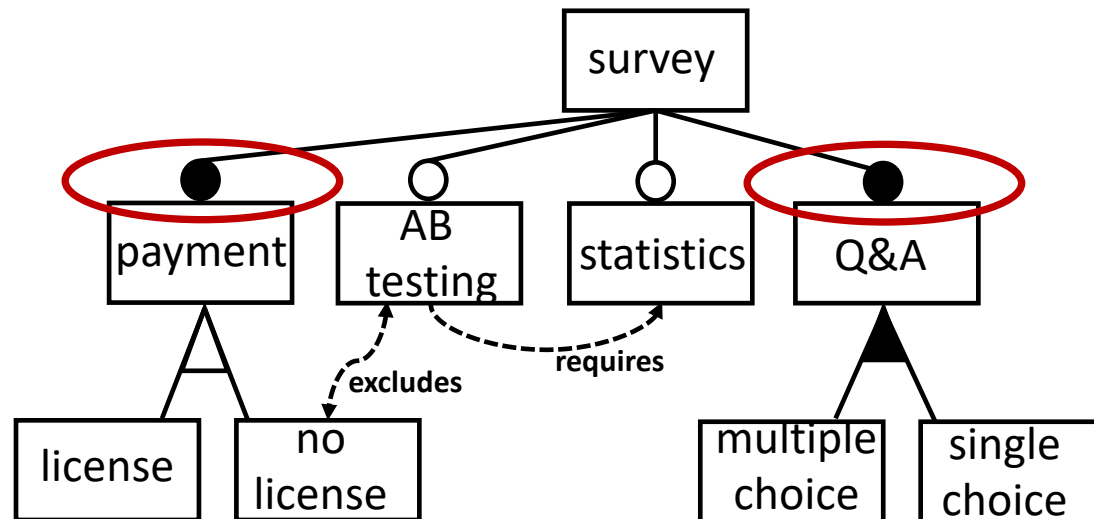 survey
payment
AB
testing
statistics
Q&A
excludes
requires
license
no
license
multiple
choice
single
choice